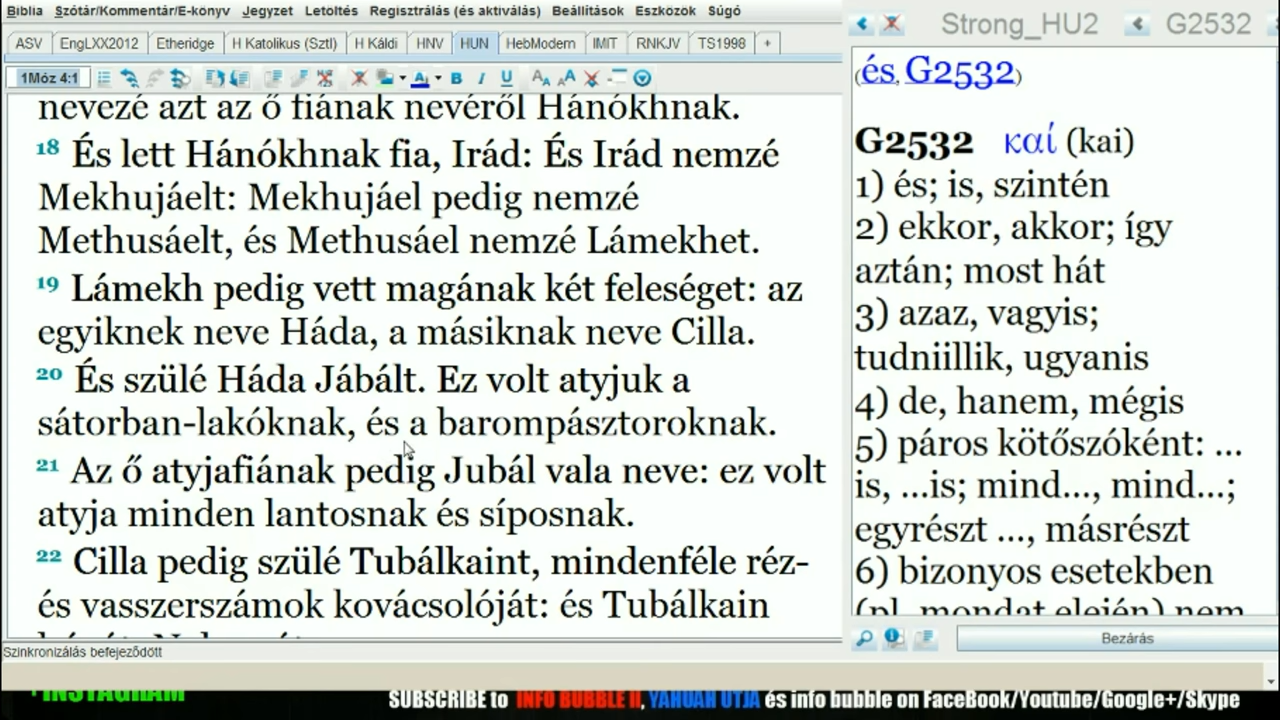 Biblia Szótár/Kommentár/E-könyv Jegyzet Letöltés Regisztrálás (és aktiválás) Beállítások Eszközök Súgó
ASV EngLXX2012 Etheridge H Katolikus (Sztl) H Káldi HNV HUN HebModern IMIT RNKJV TS1998 +
1Móz 4:1
nevezé azt az ő fiának nevéről Hánókhnak.
18 És lett Hánókhnak fia, Irád: És Irád nemzé
Mekhujáelt: Mekhujáel pedig nemzé
Methusáelt, és Methusáel nemzé Lámekhet.
19 Lámekh pedig vett magának két feleséget: az
egyiknek neve Háda, a másiknak neve Cilla.
20 És szülé Háda Jábált. Ez volt atyjuk a
sátorban-lakóknak, és a barompásztoroknak.
21 Az ő atyjafiának pedig Jubál vala neve: ez volt
atyja minden lantosnak és síposnak.
22 Cilla pedig szülé Tubálkaint, mindenféle réz-
és vasszerszámok kovácsolóját: és Tubálkain
Szinkronizálás befejeződött
Strong_HU2 G2532
(és, G2532)
G2532 καί (kai)
1) és; is, szintén
2) ekkor, akkor; így
aztán; most hát
3) azaz, vagyis;
tudniillik, ugyanis
4) de, hanem, mégis
5) páros kötőszóként: ...
is, ...is; mind..., mind...;
egyrészt ..., másrészt
6) bizonyos esetekben
(pl. mondat elején) nem
Bezárás
INSTAGRAM
SUBSCRIBE to INFO BUBBLE II, YAHUAH UTJA és info bubble on FaceBook/Youtube/Google+/Skype